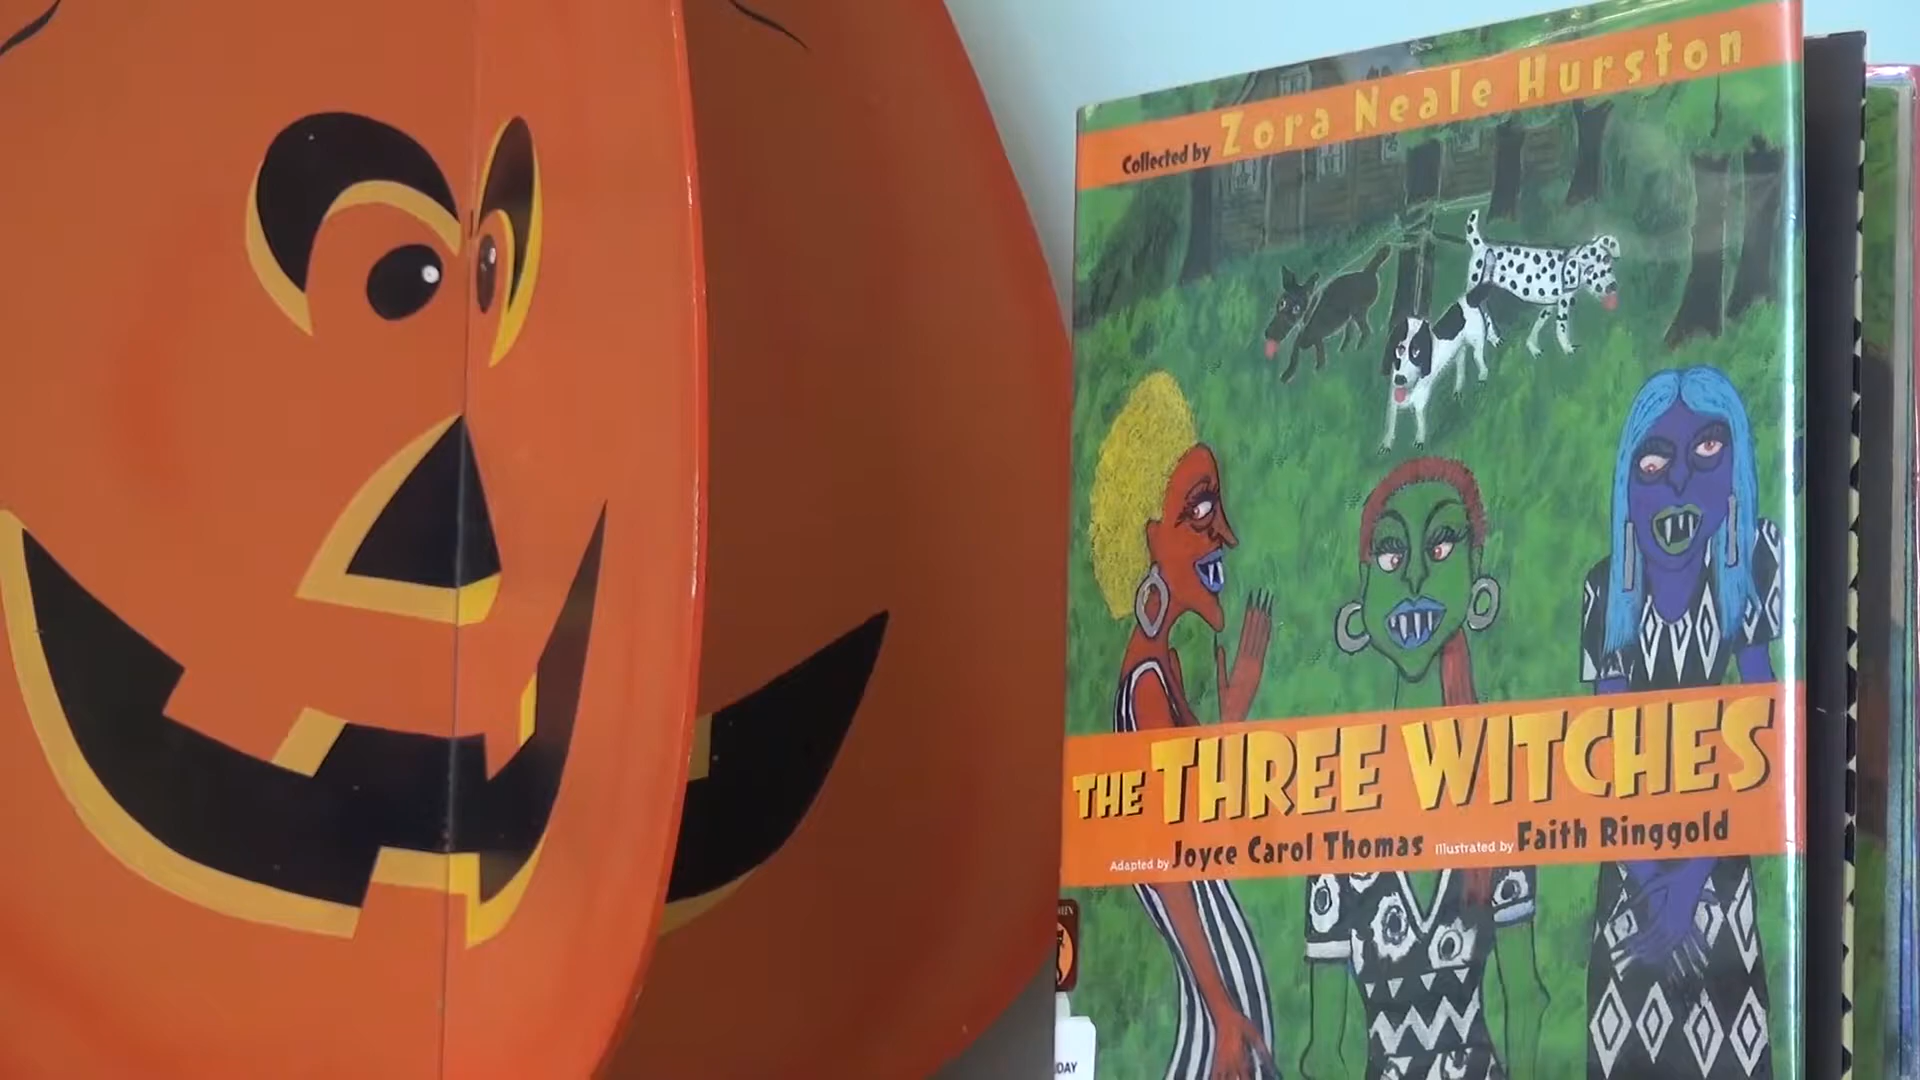 Collected by Zora Neale Hurston
THE THREE WITCHES
Adapted by Joyce Carol Thomas Illustrated by Faith Ringgold